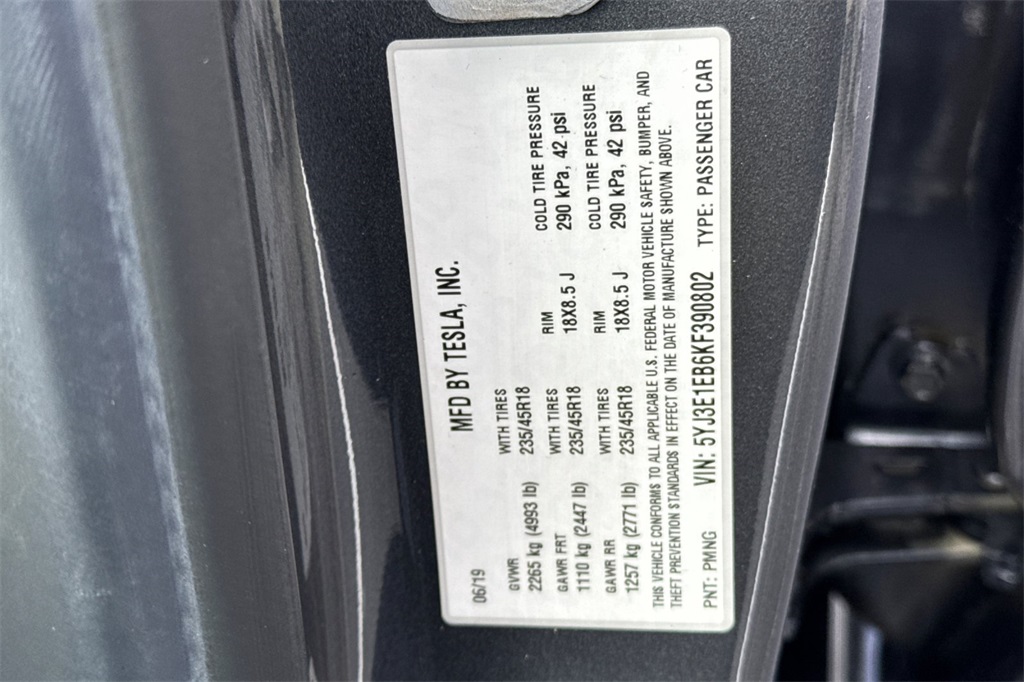 MFD BY TESLA, INC.
06/19
GVWR WITH TIRES RIM COLD TIRE PRESSURE
2265 kg (4993 lb) 235/45R18 18X8.5 J 290 kPa, 42 psi
GAWR FRT WITH TIRES RIM COLD TIRE PRESSURE
1110 kg (2447 lb) 235/45R18 18X8.5 J 290 kPa, 42 psi
GAWR RR WITH TIRES
1257 kg (2771 lb) 235/45R18
THIS VEHICLE CONFORMS TO ALL APPLICABLE U.S. FEDERAL MOTOR VEHICLE SAFETY, BUMPER, AND
THEFT PREVENTION STANDARDS IN EFFECT ON THE DATE OF MANUFACTURE SHOWN ABOVE.
PNT: PMNG VIN: 5YJ3E1EB6KF390802 TYPE: PASSENGER CAR